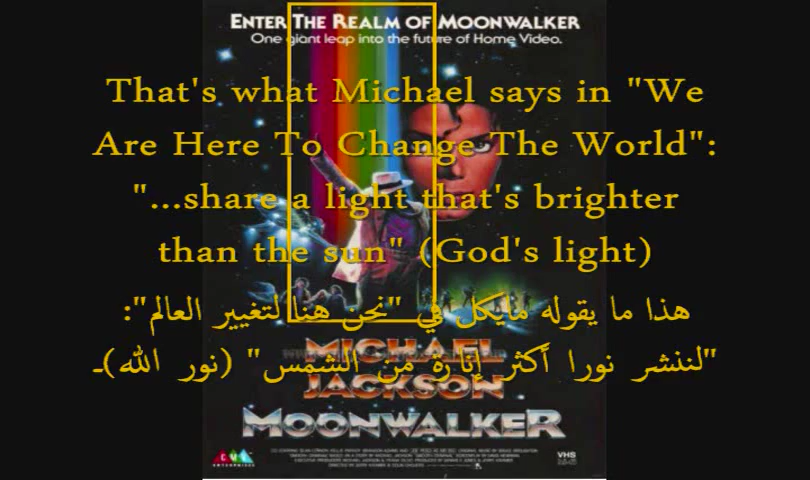 ENTER THE REALM OF MOONWALKER
One giant leap into the future of Home Video.
That's what Michael says in "We
Are Here To Change The World":
"...share a light that's brighter
than the sun" (God's light)
هذا ما يقوله مايكل في "نحن هنا لتغيير العالم":
"لننشر نورا أكثر إنارة من الشمس" (نور الله)ـ
MICHAEL
JACKSON
MOONWALKER
CMV
ENTERPRISES
VHS